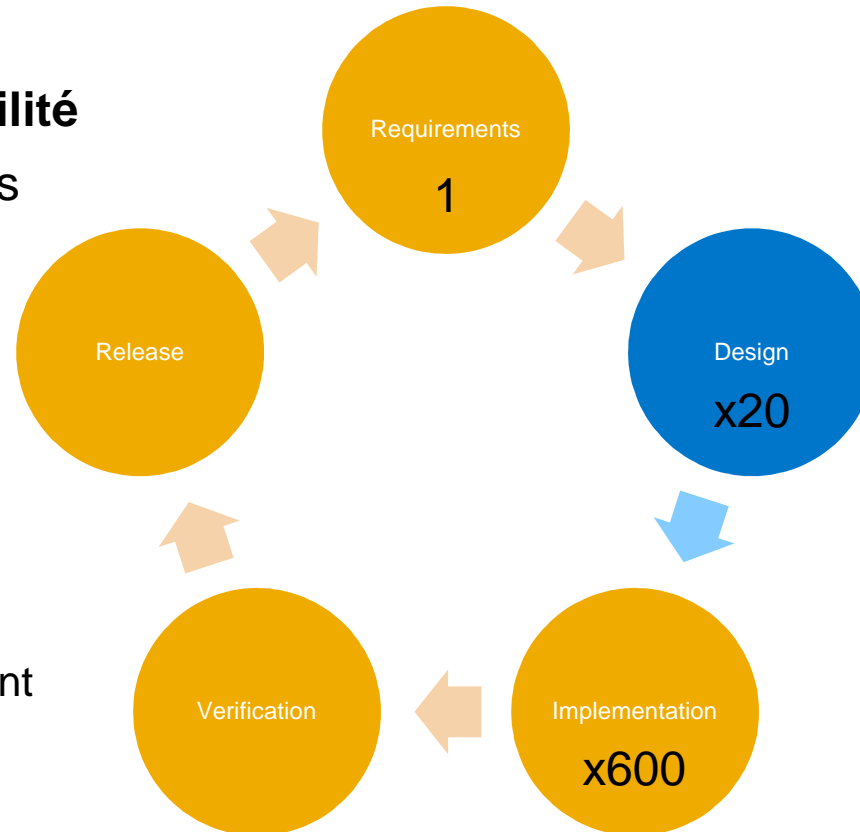 ilité
s
nt
Requirements
1
Design
x20
Implementation
x600
Verification
Release